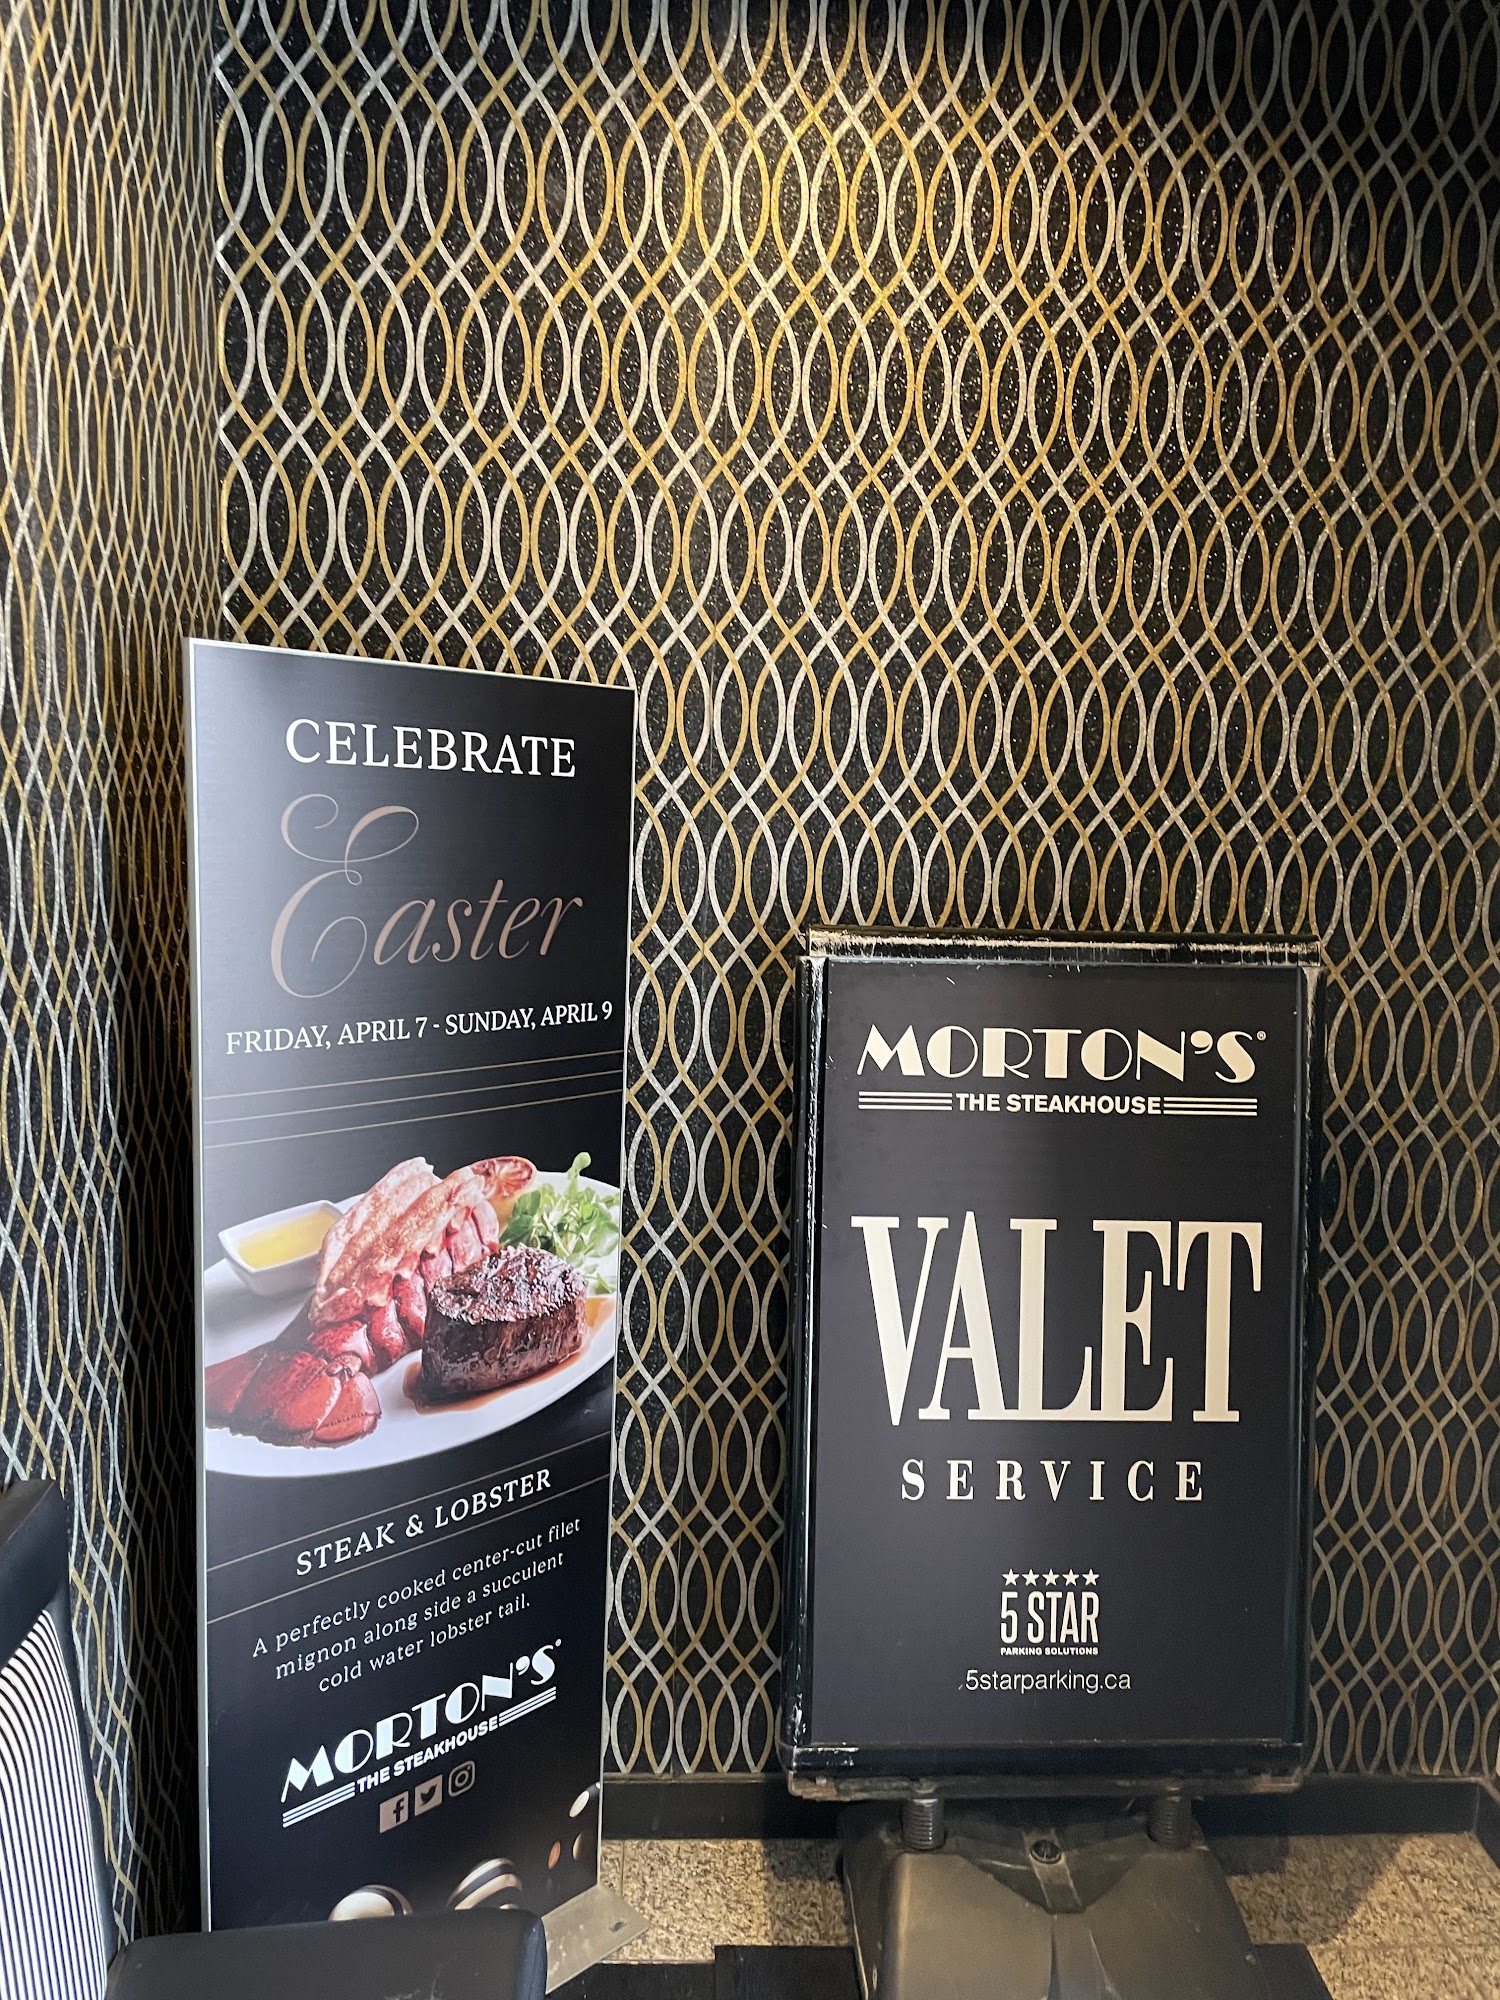 CELEBRATE
Easter
FRIDAY, APRIL 7 - SUNDAY, APRIL 9
STEAK & LOBSTER
A perfectly cooked center-cut filet
mignon along side a succulent
cold water lobster tail.
MORTON'S
THE STEAKHOUSE
MORTON'S®
THE STEAKHOUSE
VALET
SERVICE
5 STAR
PARKING SOLUTIONS
5starparking.ca